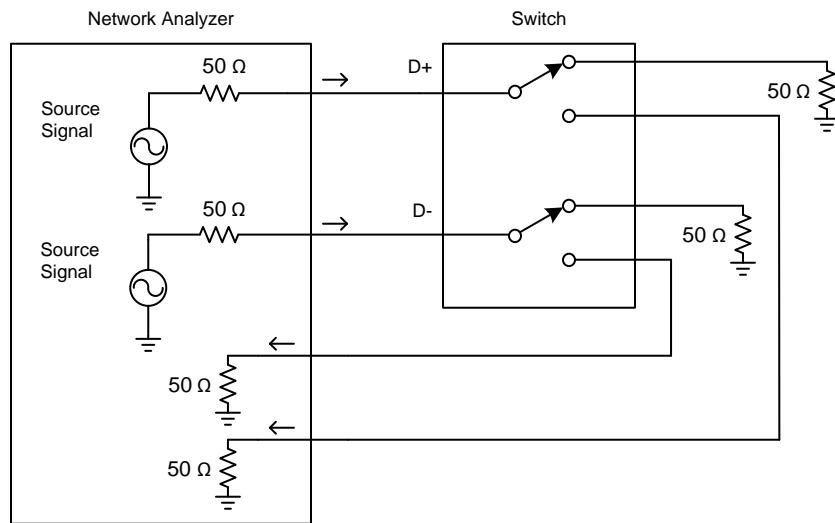 Network Analyzer
Switch
50 Ω
D+
50 Ω
Source
Signal
50 Ω
D-
50 Ω
Source
Signal
50 Ω
50 Ω